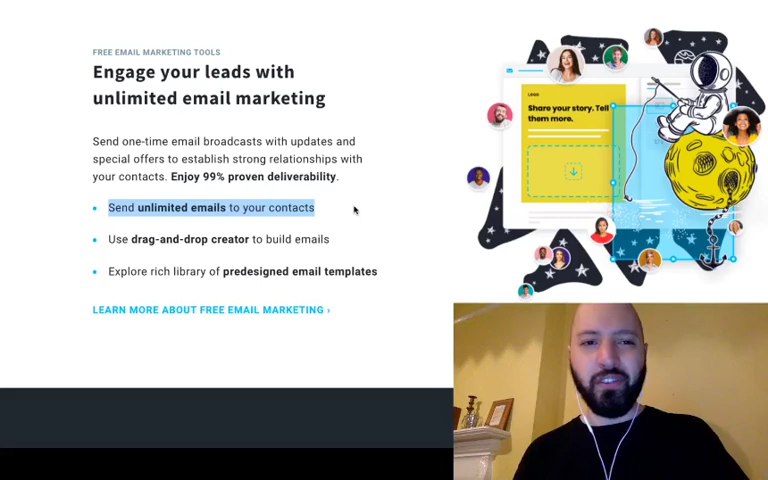 FREE EMAIL MARKETING TOOLS
Engage your leads with
unlimited email marketing
Send one-time email broadcasts with updates and
special offers to establish strong relationships with
your contacts. Enjoy 99% proven deliverability.
Send unlimited emails to your contacts
Use drag-and-drop creator to build emails
Explore rich library of predesigned email templates
LEARN MORE ABOUT FREE EMAIL MARKETING ›
Share your story. Tell
them more.